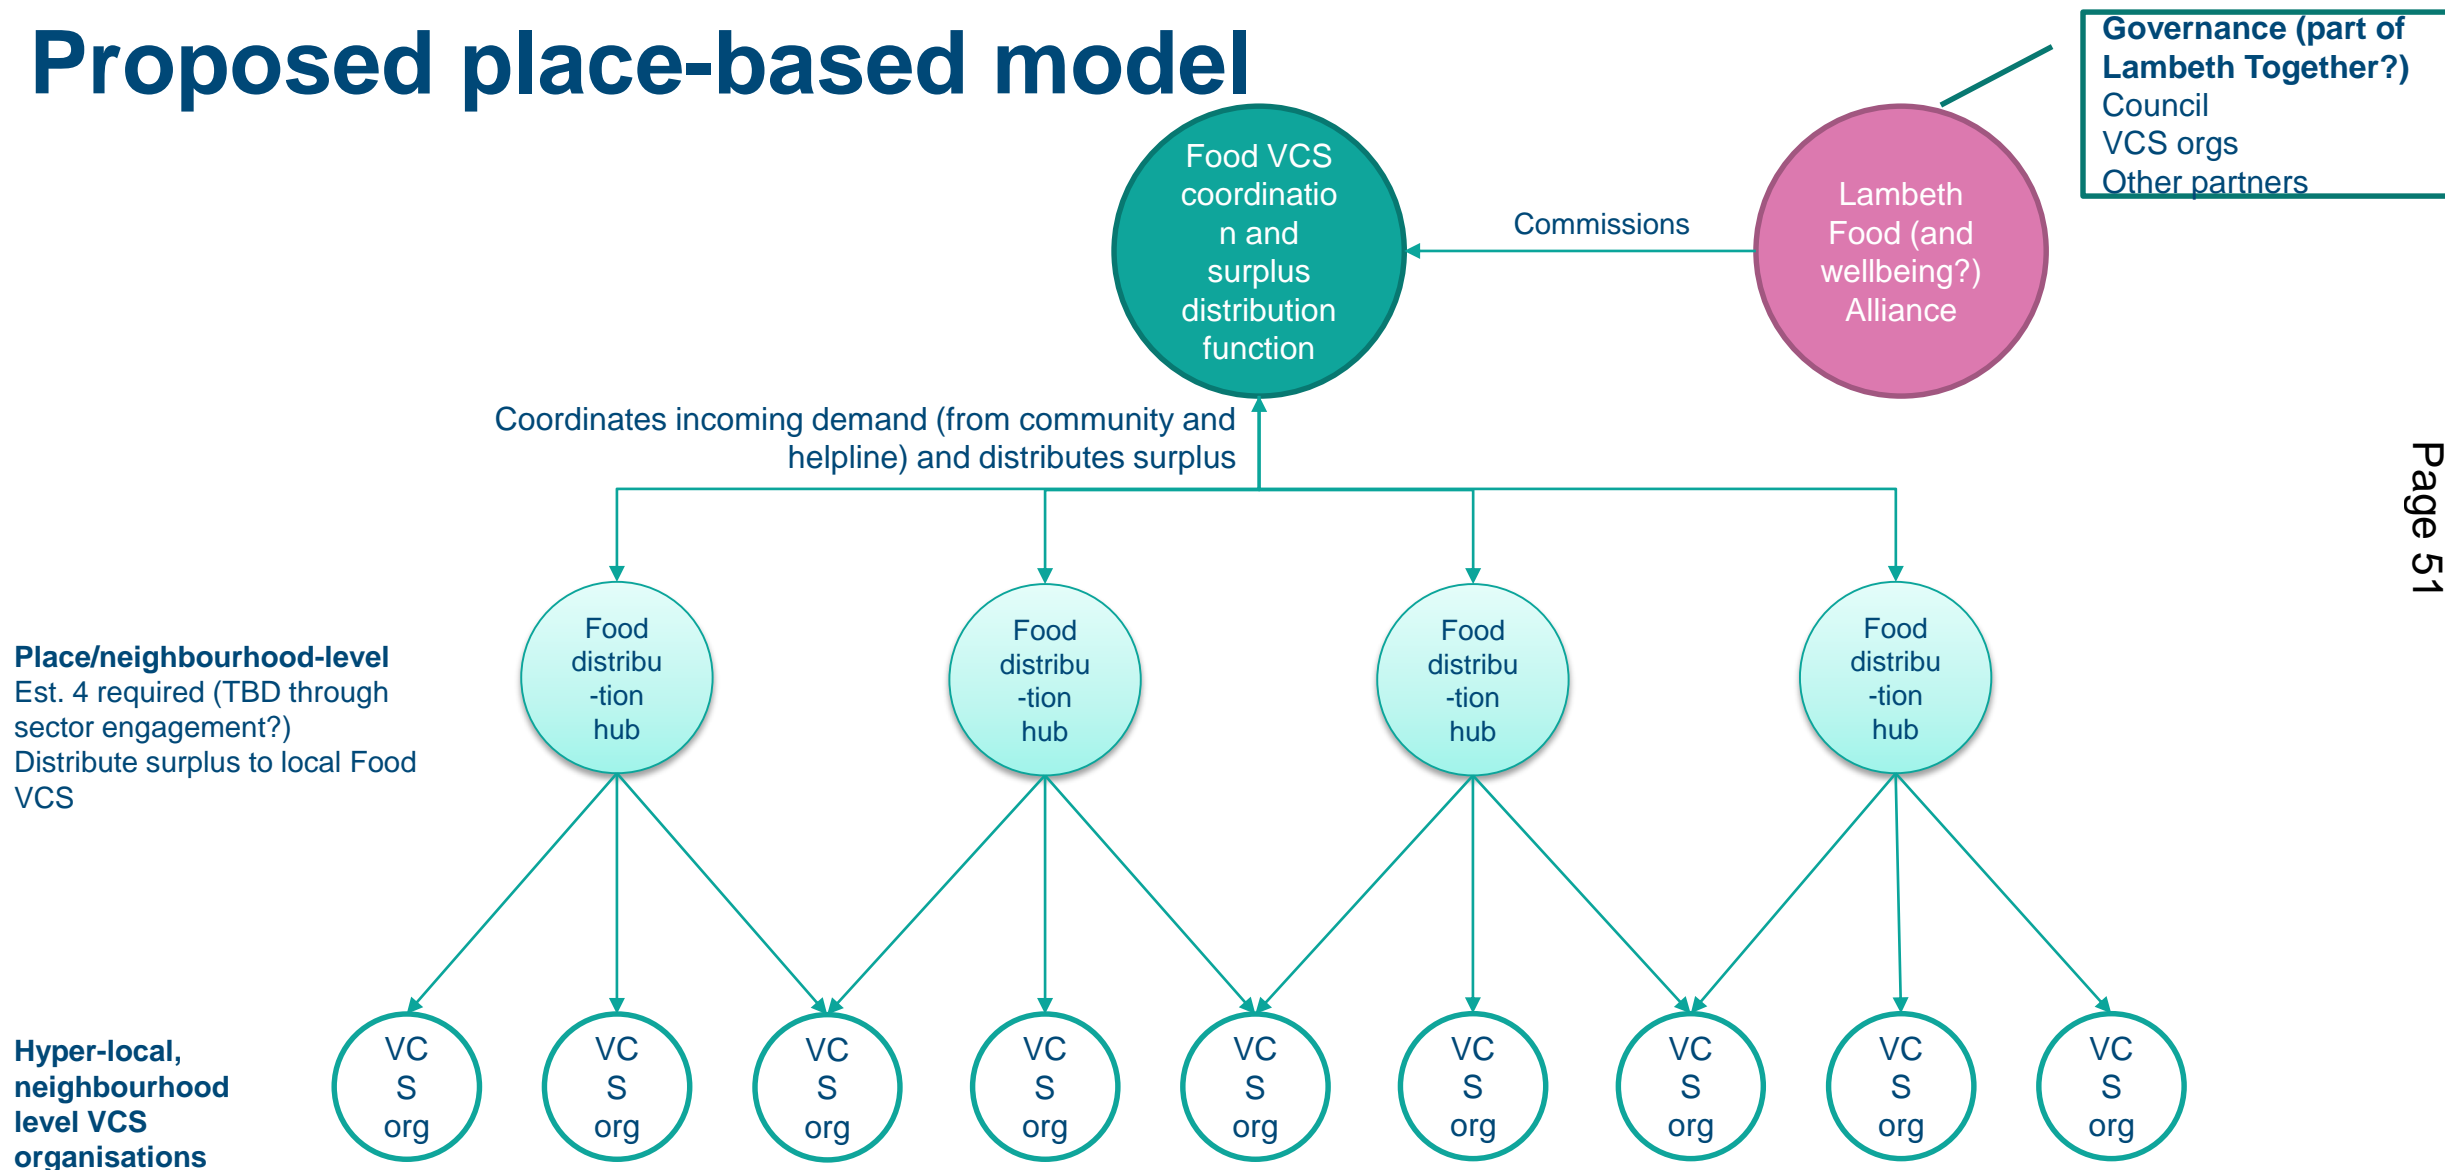 Proposed place-based model
Governance (part of
Lambeth Together?)
Council
VCS orgs
Other partners
Food VCS
coordinatio
n and
surplus
distribution
function
Commissions
Lambeth
Food (and
wellbeing?)
Alliance
Coordinates incoming demand (from community and
helpline) and distributes surplus
Page 51
Place/neighbourhood-level
Est. 4 required (TBD through
sector engagement?)
Distribute surplus to local Food
VCS
Food
distribu
-tion
hub
Food
distribu
-tion
hub
Food
distribu
-tion
hub
Food
distribu
-tion
hub
Hyper-local,
neighbourhood
level VCS
organisations
VC
S
org
VC
S
org
VC
S
org
VC
S
org
VC
S
org
VC
S
org
VC
S
org
VC
S
org
VC
S
org